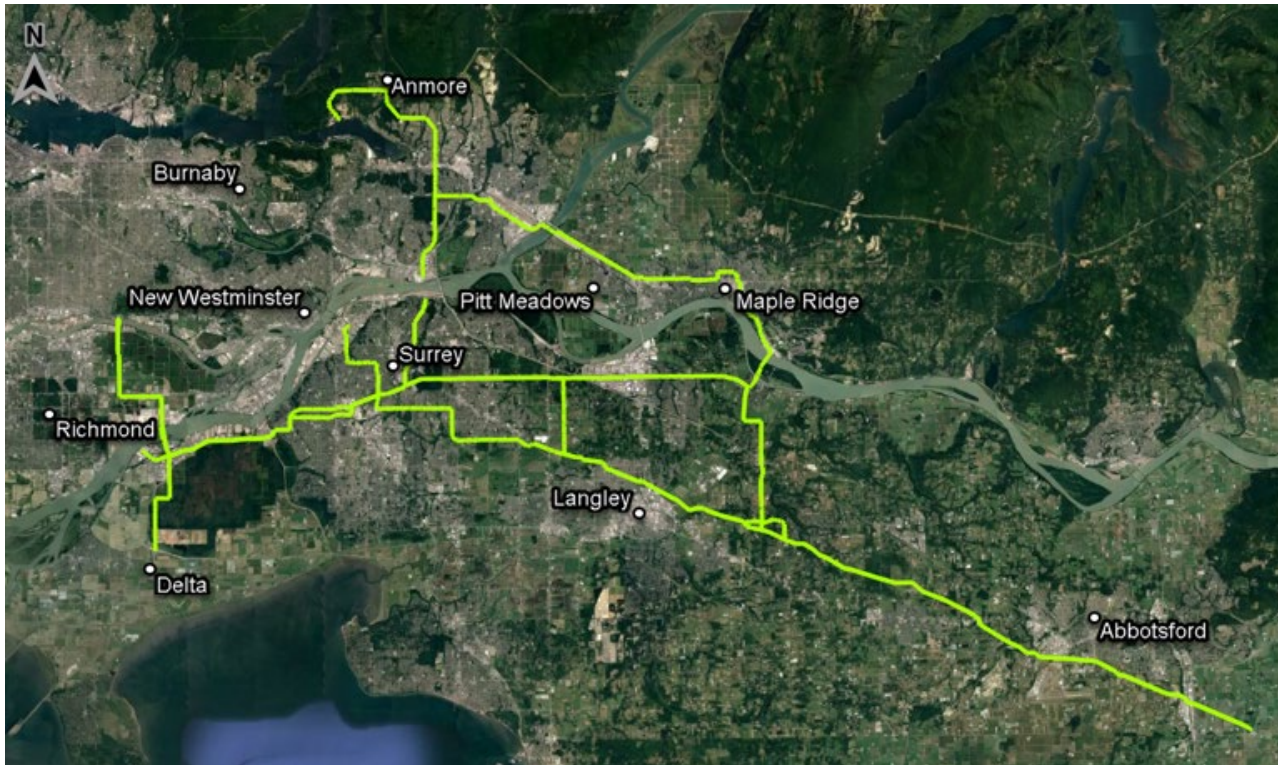 N
Anmore
Burnaby
New Westminster
Pitt Meadows
Maple Ridge
Surrey
Richmond
Langley
Delta
Abbotsford